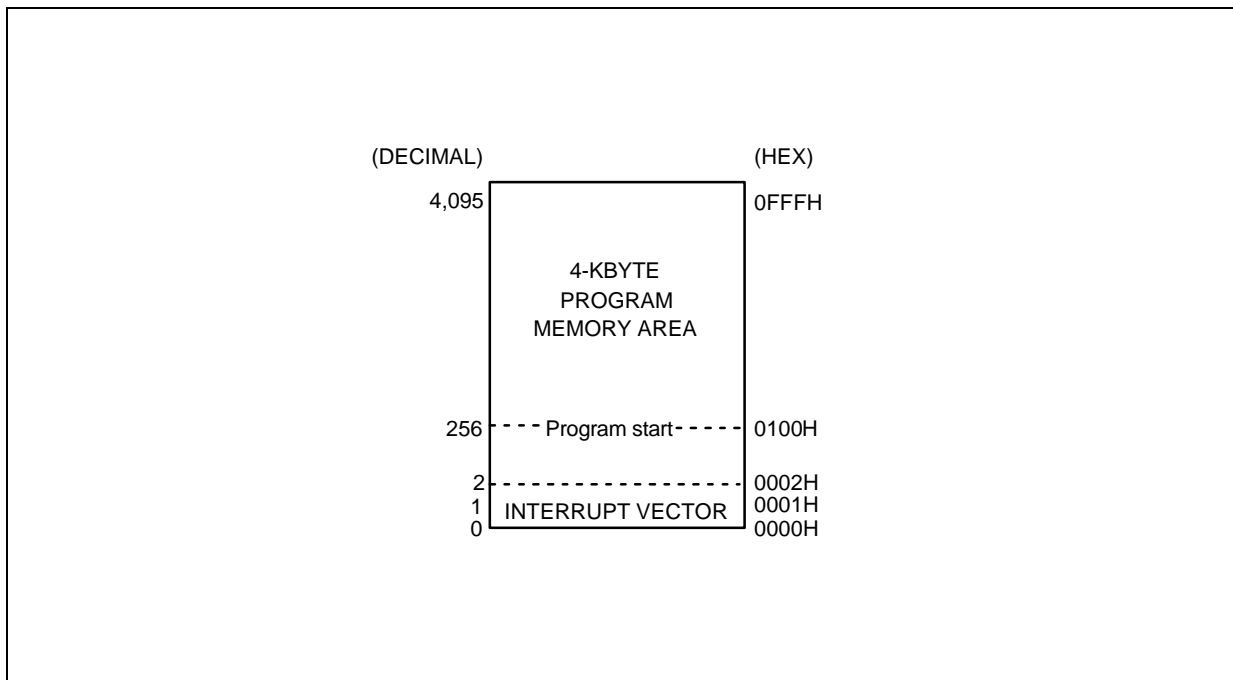 (DECIMAL) (HEX)
4,095 0FFFH
4-KBYTE
PROGRAM
MEMORY AREA
256 Program start 0100H
2 0002H
1 INTERRUPT VECTOR 0001H
0 0000H